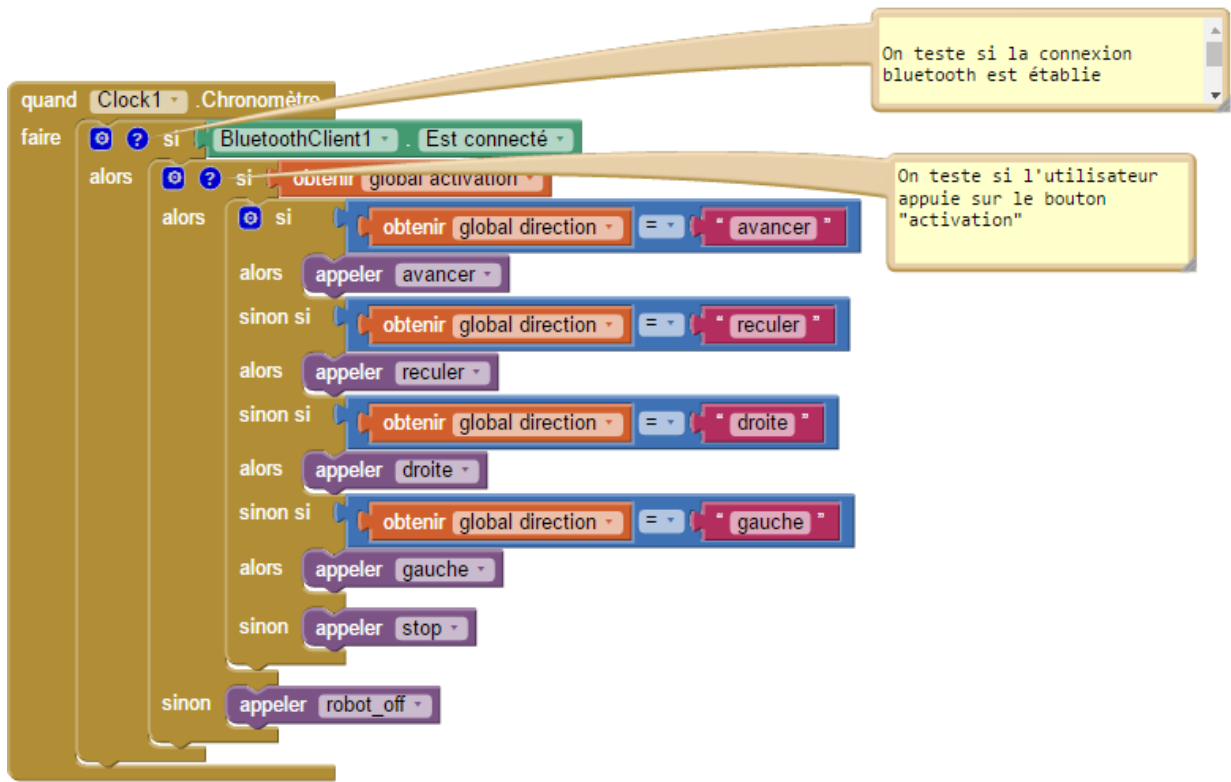 On teste si la connexion
bluetooth est établie
quand Clock1 .Chronomètre
faire si BluetoothClient1 . Est connecté
alors si obtenir global activation
On teste si l'utilisateur
appuie sur le bouton
"activation"
alors si obtenir global direction = " avancer "
alors appeler avancer
sinon si obtenir global direction = " reculer "
alors appeler reculer
sinon si obtenir global direction = " droite "
alors appeler droite
sinon si obtenir global direction = " gauche "
alors appeler gauche
sinon appeler stop
sinon appeler robot_off